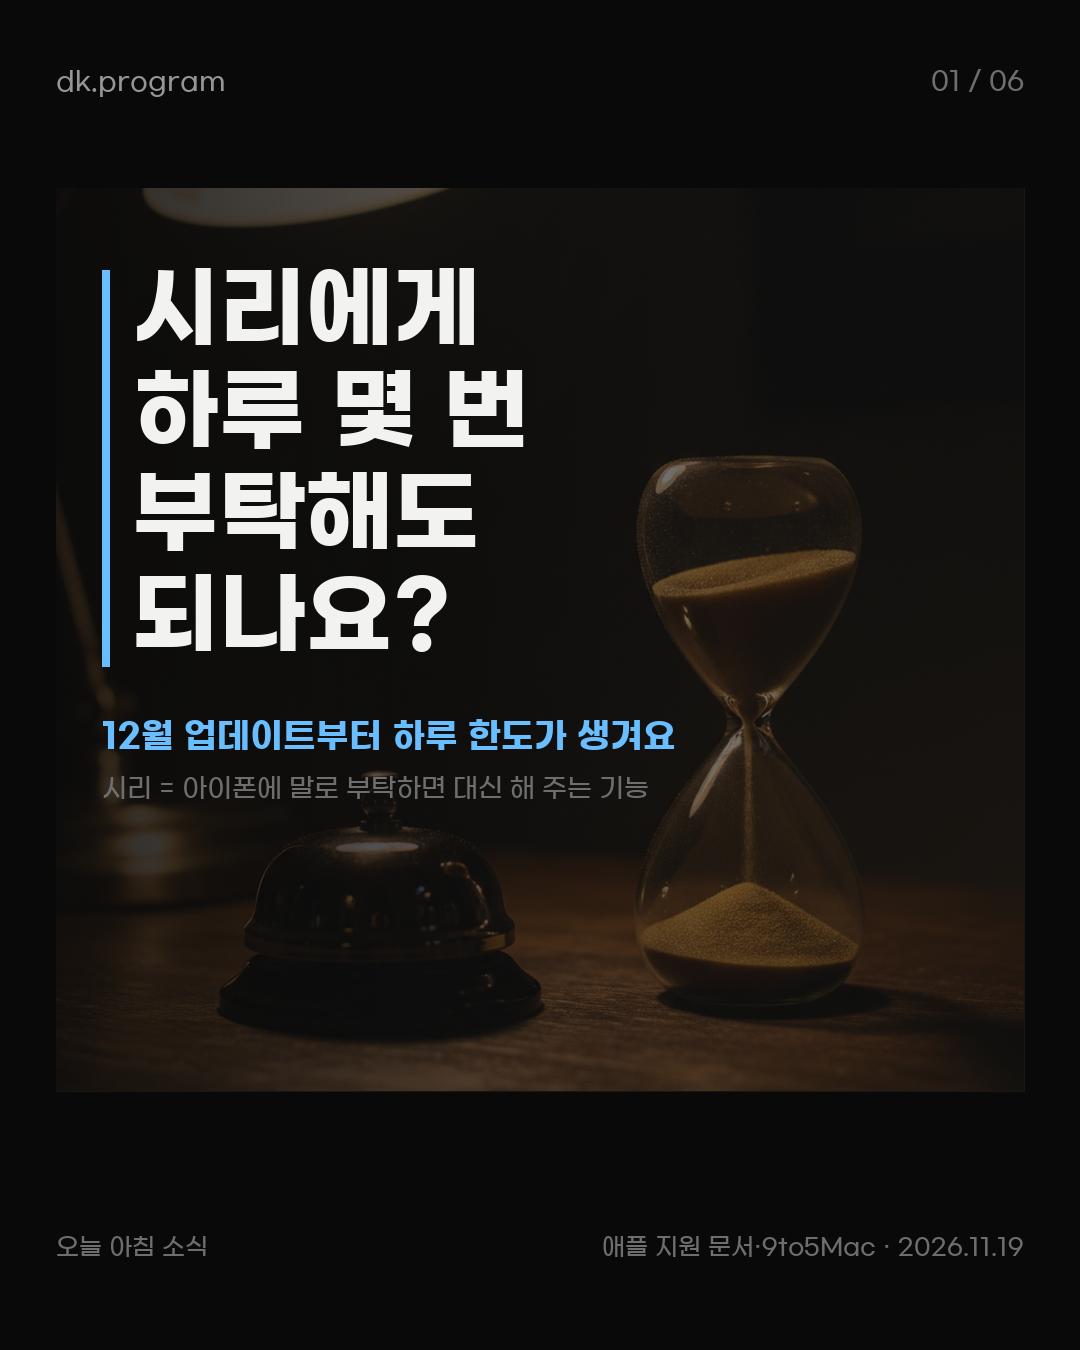 dk.program
01 / 06
시리에게
하루 몇 번
부탁해도
되나요?
12월 업데이트부터 하루 한도가 생겨요
시리 = 아이폰에 말로 부탁하면 대신 해 주는 기능
오늘 아침 소식
애플 지원 문서·9to5Mac · 2026.11.19